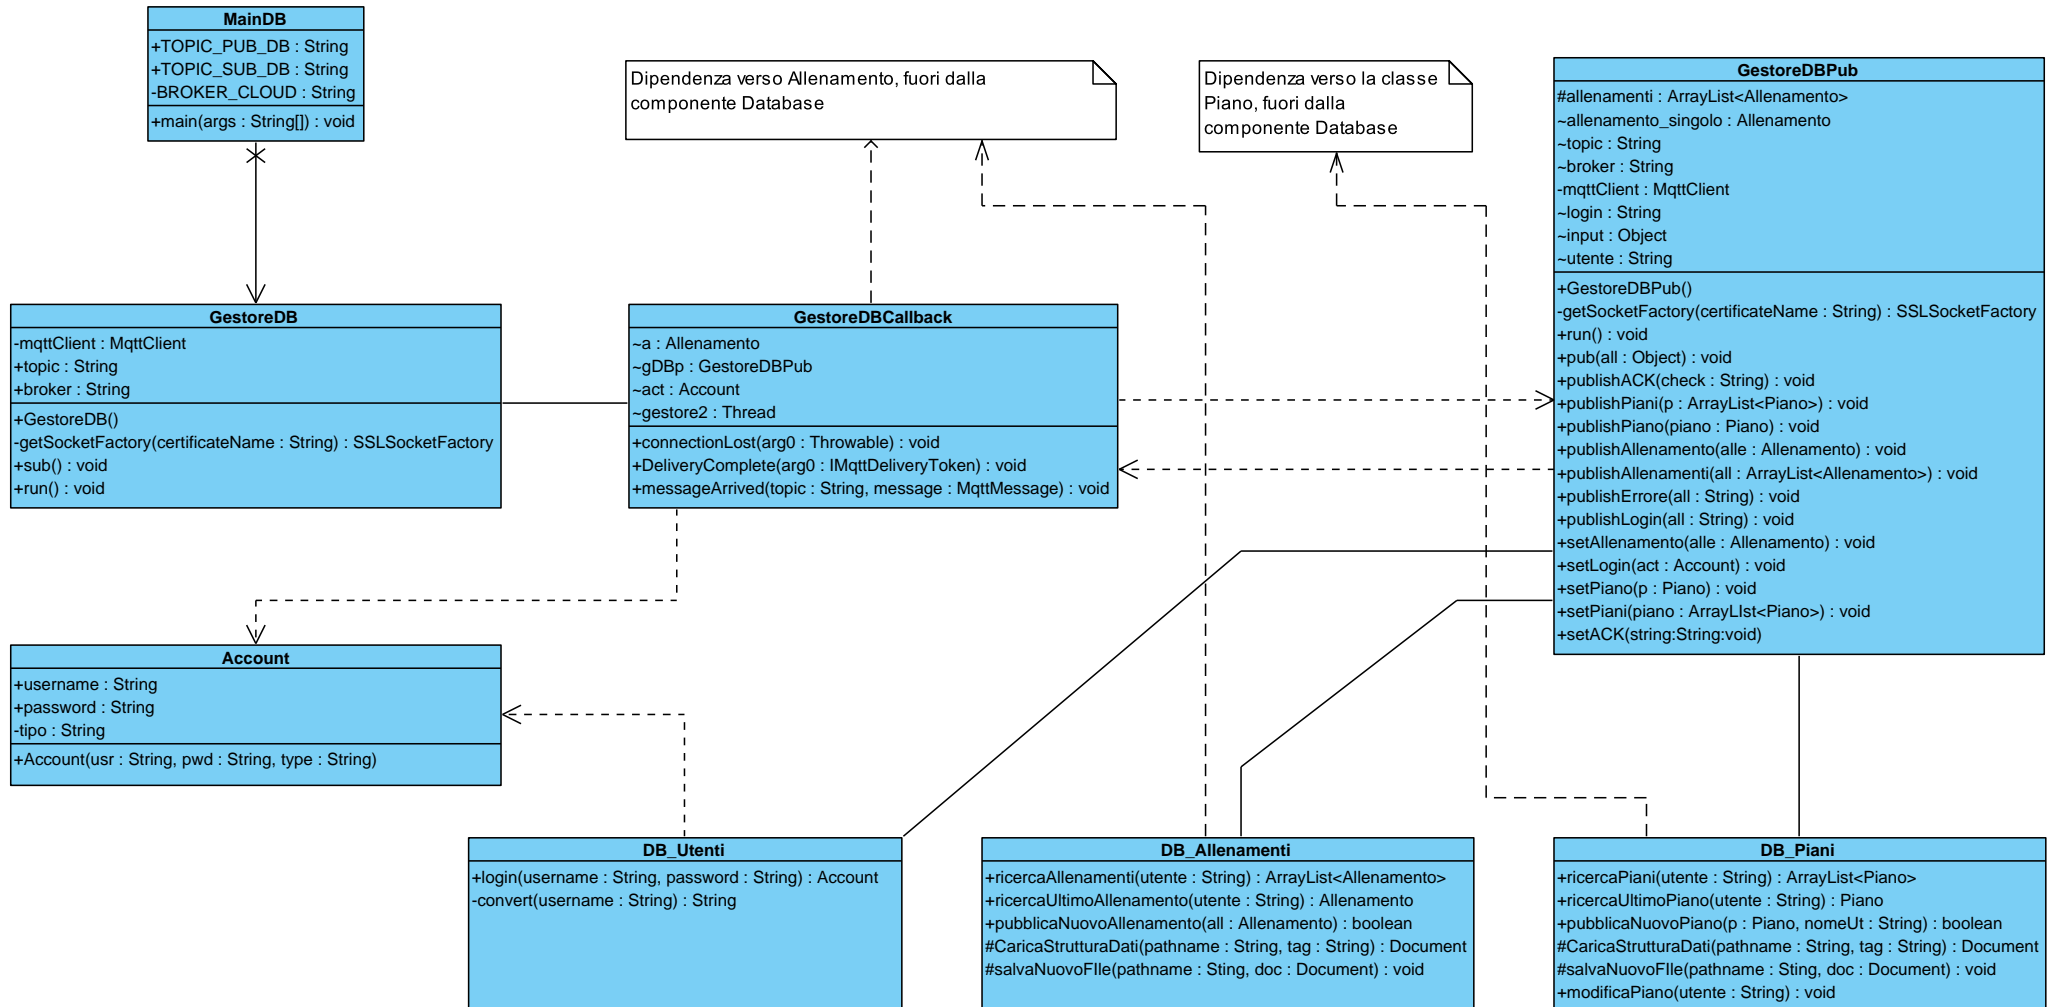 MainDB
+TOPIC_PUB_DB : String
+TOPIC_SUB_DB : String
-BROKER_CLOUD : String
+main(args : String[]) : void
Dipendenza verso Allenamento, fuori dalla
componente Database
Dipendenza verso la classe
Piano, fuori dalla
componente Database
GestoreDBPub
#allenamenti : ArrayList<Allenamento>
~allenamento_singolo : Allenamento
~topic : String
~broker : String
-mqttClient : MqttClient
~login : String
~input : Object
~utente : String
+GestoreDBPub()
-getSocketFactory(certificateName : String) : SSLSocketFactory
+run() : void
+pub(all : Object) : void
+publishACK(check : String) : void
+publishPiani(p : ArrayList<Piano>) : void
+publishPiano(piano : Piano) : void
+publishAllenamento(alle : Allenamento) : void
+publishAllenamenti(all : ArrayList<Allenamento>) : void
+publishErrore(all : String) : void
+publishLogin(all : String) : void
+setAllenamento(alle : Allenamento) : void
+setLogin(act : Account) : void
+setPiano(p : Piano) : void
+setPiani(piano : ArrayLIst<Piano>) : void
+setACK(string:String:void)
GestoreDB
-mqttClient : MqttClient
+topic : String
+broker : String
+GestoreDB()
-getSocketFactory(certificateName : String) : SSLSocketFactory
+sub() : void
+run() : void
GestoreDBCallback
~a : Allenamento
~gDBp : GestoreDBPub
~act : Account
~gestore2 : Thread
+connectionLost(arg0 : Throwable) : void
+DeliveryComplete(arg0 : IMqttDeliveryToken) : void
+messageArrived(topic : String, message : MqttMessage) : void
Account
+username : String
+password : String
-tipo : String
+Account(usr : String, pwd : String, type : String)
DB_Utenti
+login(username : String, password : String) : Account
-convert(username : String) : String
DB_Allenamenti
+ricercaAllenamenti(utente : String) : ArrayList<Allenamento>
+ricercaUltimoAllenamento(utente : String) : Allenamento
+pubblicaNuovoAllenamento(all : Allenamento) : boolean
#CaricaStrutturaDati(pathname : String, tag : String) : Document
#salvaNuovoFIle(pathname : Sting, doc : Document) : void
DB_Piani
+ricercaPiani(utente : String) : ArrayList<Piano>
+ricercaUltimoPiano(utente : String) : Piano
+pubblicaNuovoPiano(p : Piano, nomeUt : String) : boolean
#CaricaStrutturaDati(pathname : String, tag : String) : Document
#salvaNuovoFIle(pathname : Sting, doc : Document) : void
+modificaPiano(utente : String) : void